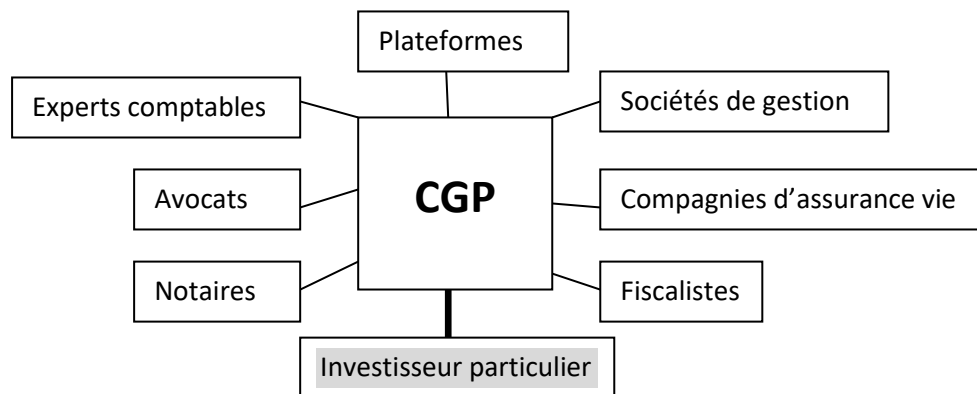 Plateformes
Experts comptables
Sociétés de gestion
CGP
Avocats
Compagnies d’assurance vie
Notaires
Fiscalistes
Investisseur particulier